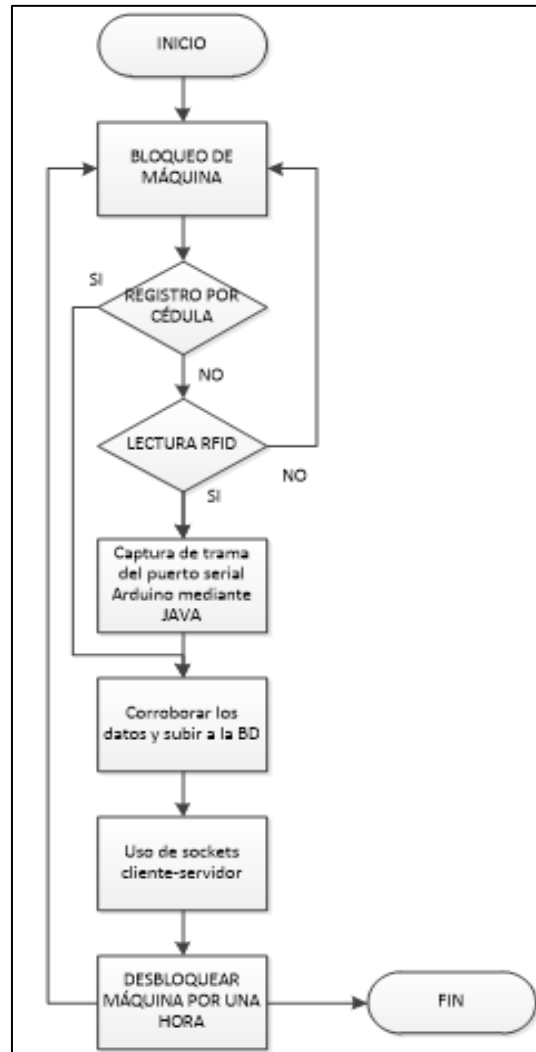 INICIO
BLOQUEO DE
MÁQUINA
SI
REGISTRO POR
CÉDULA
NO
LECTURA RFID
NO
SI
Captura de trama
del puerto serial
Arduino mediante
JAVA
Corroborar los
datos y subir a la BD
Uso de sockets
cliente-servidor
DESBLOQUEAR
MÁQUINA POR UNA
HORA
FIN